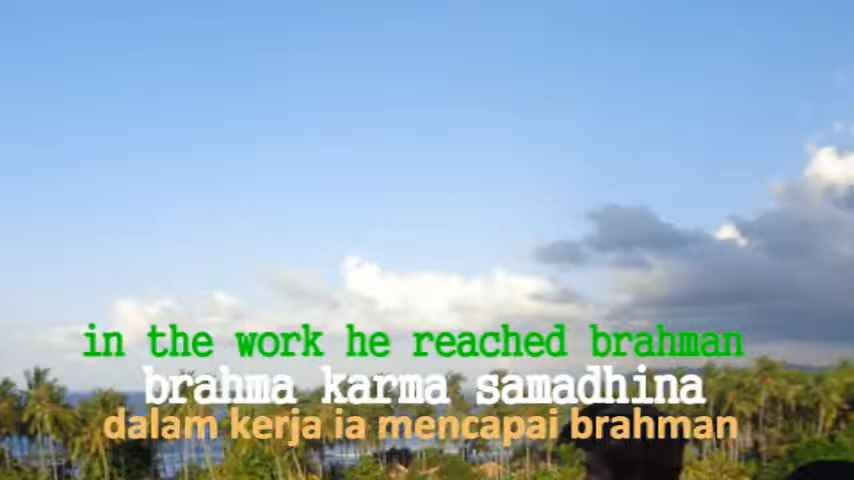 in the work he reached brahman
brahma karma samadhina
dalam kerja ia mencapai brahman